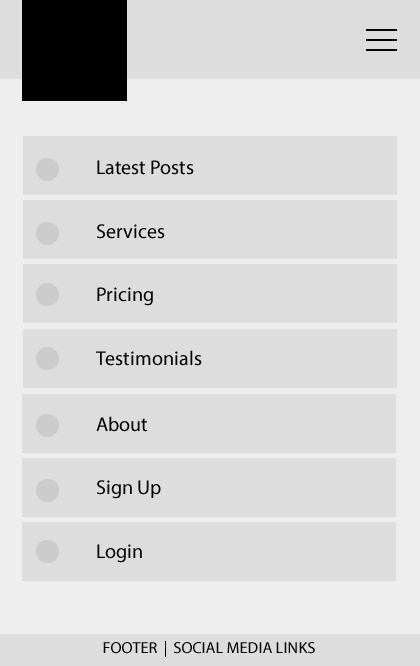 Latest Posts
Services
Pricing
Testimonials
About
Sign Up
Login
FOOTER | SOCIAL MEDIA LINKS